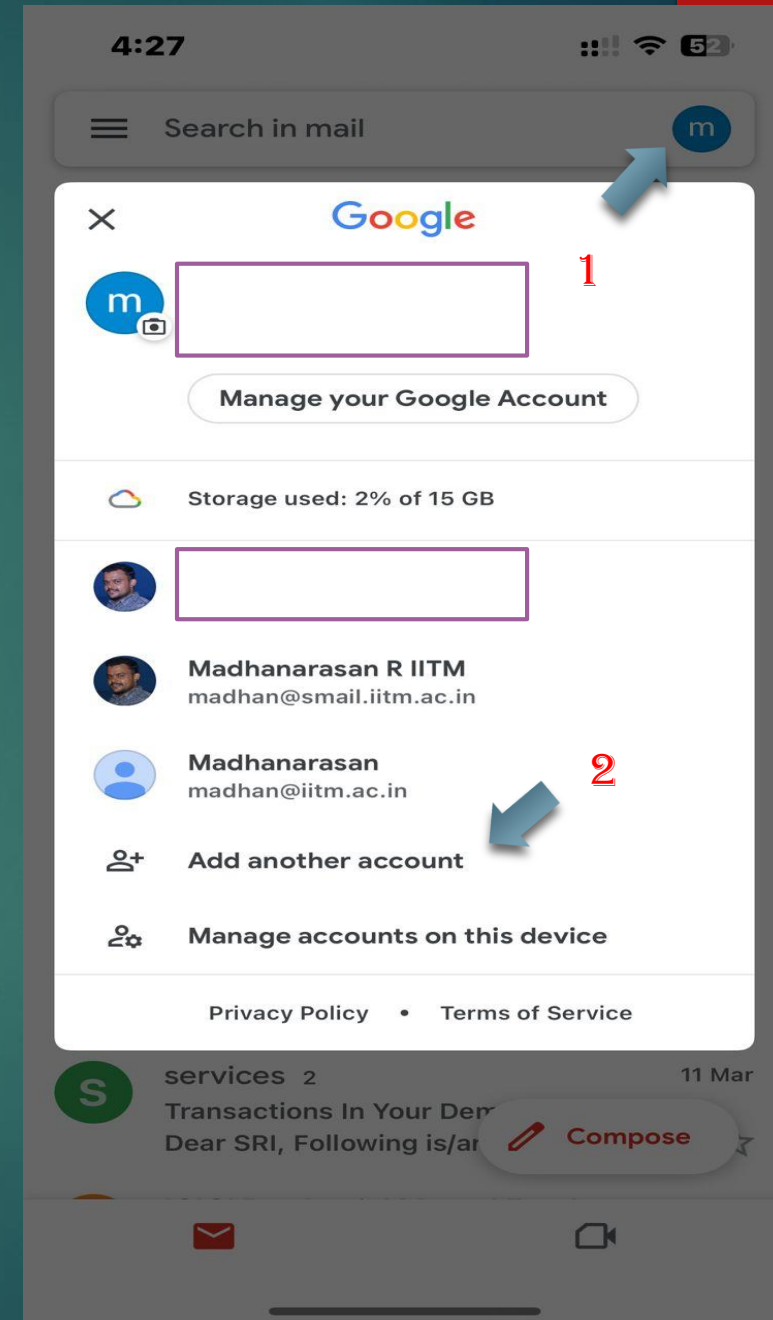 4:27
52
Search in mail
m
Google
1
m
Manage your Google Account
Storage used: 2% of 15 GB
Madhanarasan R IITM
madhan@smail.iitm.ac.in
Madhanarasan
madhan@iitm.ac.in
2
Add another account
Manage accounts on this device
Privacy Policy • Terms of Service
S
services 2
11 Mar
Transactions In Your Dem
Dear SRI, Following is/ar
Compose